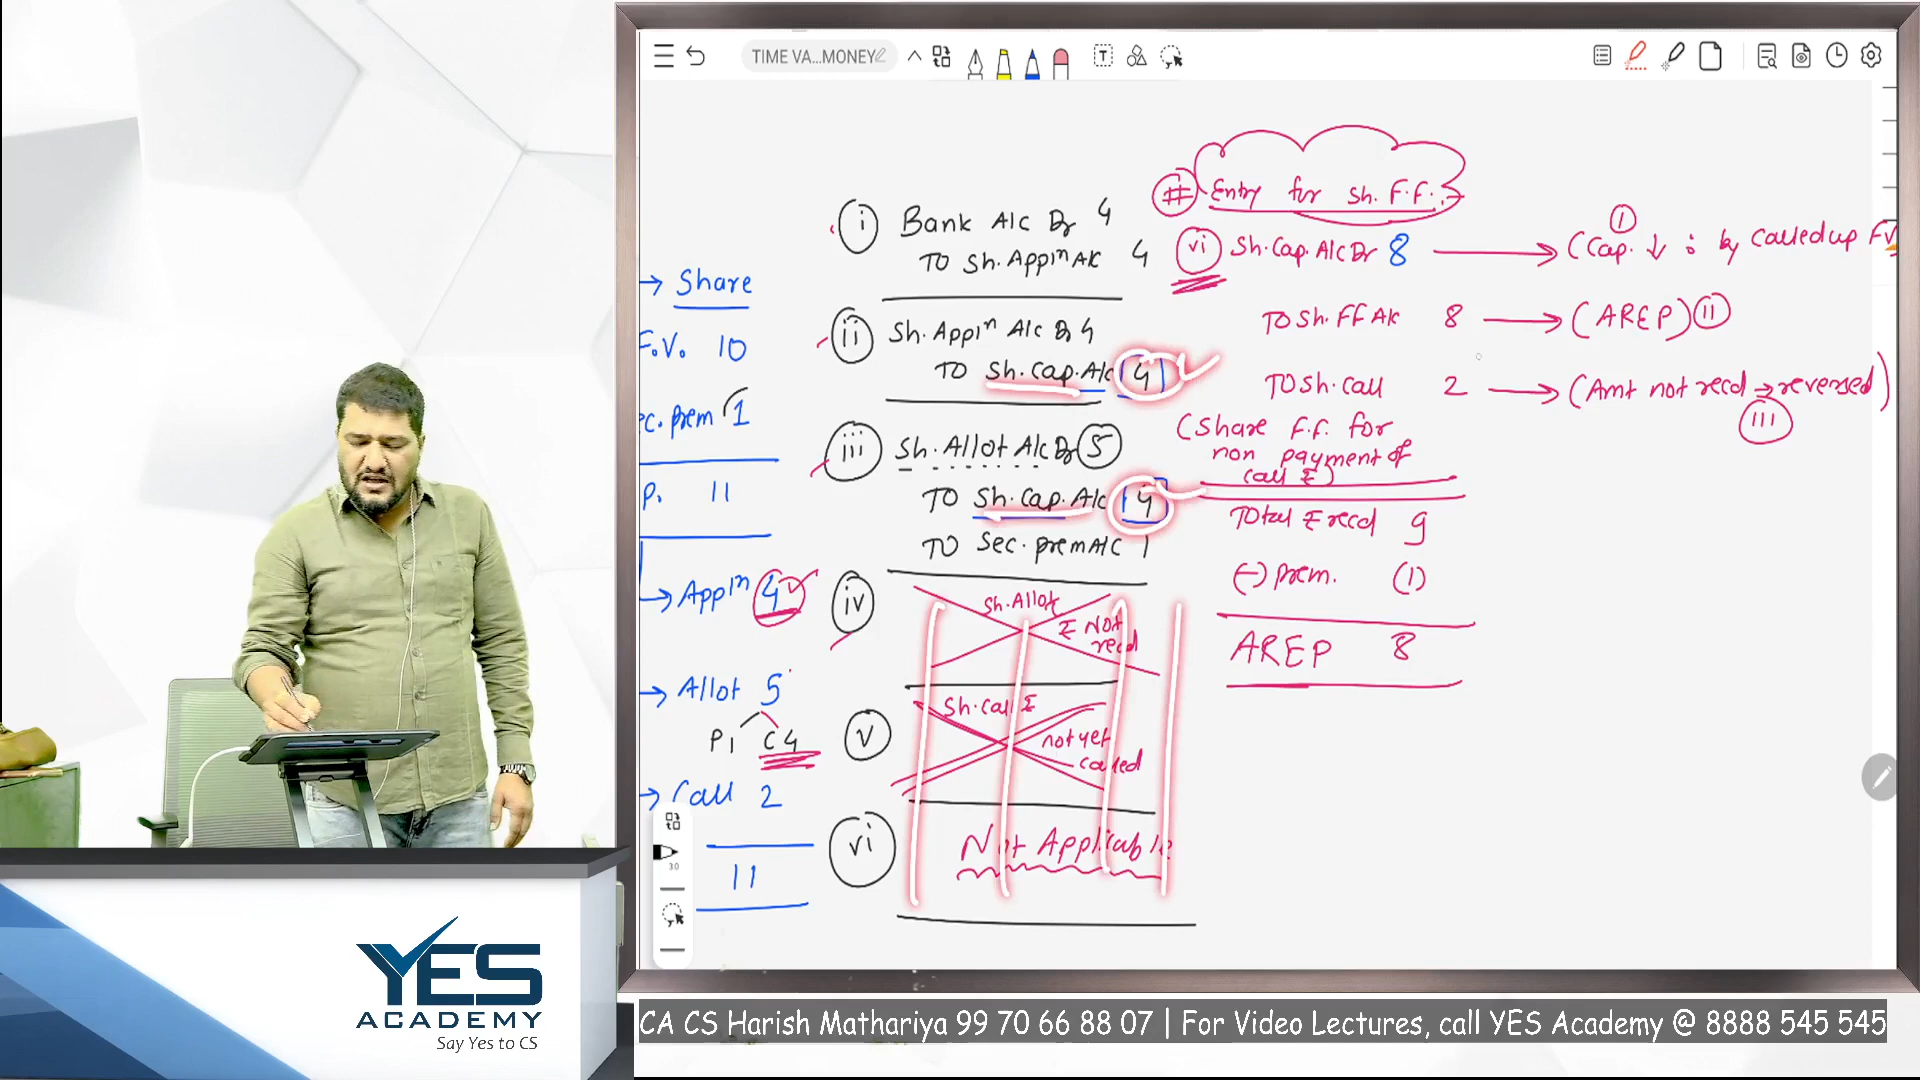 TIME VA...MONEY
T
→ Share
F.V. 10
c. prem 1
p. 11
→ Appln 4
→ Allot 5
P1 C4
→ Call 2
11
30
i Bank A/c Dr 4
TO Sh. Appln A/c 4
ii Sh. Appln A/c Dr 4
TO Sh. Cap. A/c 4
iii Sh. Allot A/c Dr 5
TO Sh. Cap. A/c 4
TO Sec. prem A/c 1
iv Sh. Allot
Σ Not
recd
v Sh. Call Σ
not yet
called
vi Not Applicable
# Entry for Sh. F.F.:
vi Sh. Cap. A/c Dr 8 → (Cap. ↓ : by Called up FV
I
TO Sh. FF A/c 8 → (AREP) II
TO Sh. call 2 → (Amt not recd → reversed)
III
(Share F.F. for
non payment of
Call Σ)
Total Σ recd 9
(-) prem. (1)
AREP 8
YES
ACADEMY
Say Yes to CS
CA CS Harish Mathariya 99 70 66 88 07 | For Video Lectures, call YES Academy @ 8888 545 545